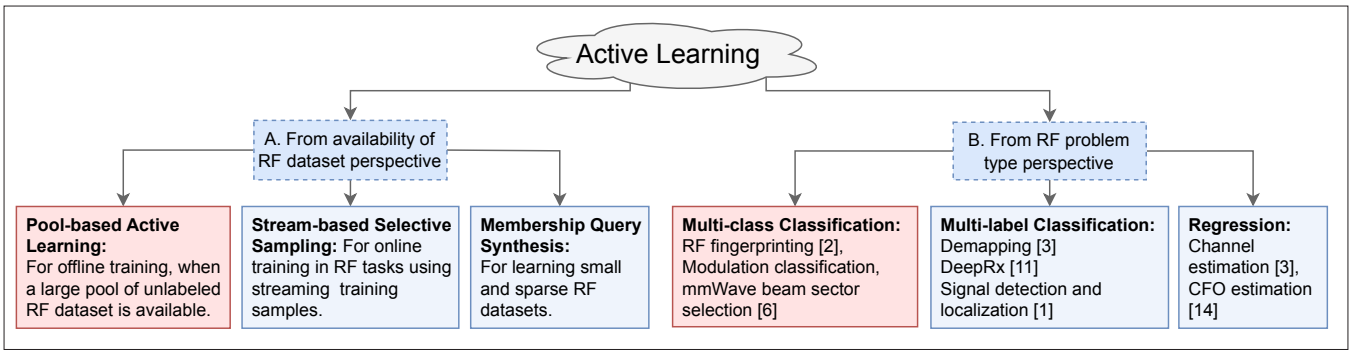 Active Learning
A. From availability of
RF dataset perspective
B. From RF problem
type perspective
Pool-based Active
Learning:
For offline training, when
a large pool of unlabeled
RF dataset is available.
Stream-based Selective
Sampling: For online
training in RF tasks using
streaming training
samples.
Membership Query
Synthesis:
For learning small
and sparse RF
datasets.
Multi-class Classification:
RF fingerprinting [2],
Modulation classification,
mmWave beam sector
selection [6]
Multi-label Classification:
Demapping [3]
DeepRx [11]
Signal detection and
localization [1]
Regression:
Channel
estimation [3],
CFO estimation
[14]